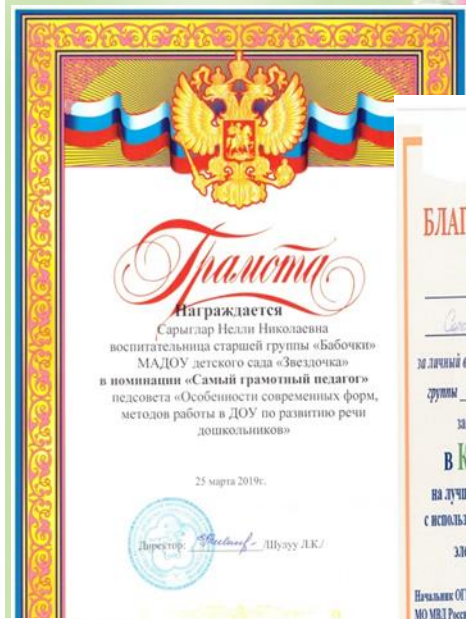 Грамота
Награждается
Сарыглар Нелли Николаевна
воспитательница старшей группы «Бабочки»
МАДОУ детского сада «Звездочка»
в номинации «Самый грамотный педагог»
педсовета «Особенности современных форм,
методов работы в ДОУ по развитию речи
дошкольников»
25 марта 2019г.
Директор: /Шулуу Л.К./
БЛАГ
за личный
группы
за
в К
на лучш
с использ
эле
Начальник ОГ
МО МВД Росси